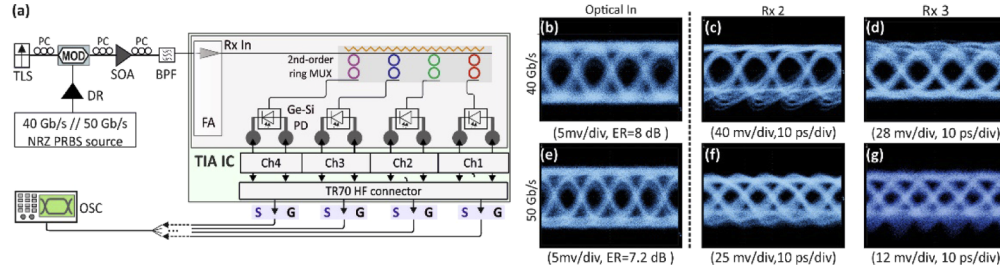 (a)
PC
PC
PC
TLS
MOD
SOA
BPF
DR
40 Gb/s // 50 Gb/s
NRZ PRBS source
OSC
Rx In
FA
2nd-order
ring MUX
Ge-Si
PD
TIA IC
Ch4
Ch3
Ch2
Ch1
TR70 HF connector
S G S G S G S G
Optical In
Rx 2
Rx 3
40 Gb/s
(b)
(c)
(d)
(5mv/div, ER=8 dB )
(40 mv/div,10 ps/div)
(28 mv/div, 10 ps/div)
50 Gb/s
(e)
(f)
(g)
(5mv/div, ER=7.2 dB )
(25 mv/div,10 ps/div)
(12 mv/div, 10 ps/div)